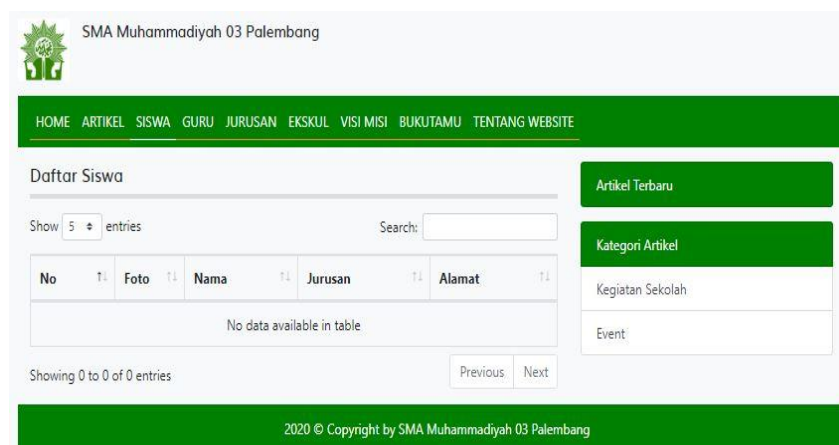 SMA Muhammadiyah 03 Palembang
HOME ARTIKEL SISWA GURU JURUSAN EKSKUL VISI MISI BUKUTAMU TENTANG WEBSITE
Daftar Siswa
Show 5 entries
Search:
No Foto Nama Jurusan Alamat
No data available in table
Showing 0 to 0 of 0 entries
Previous Next
Artikel Terbaru
Kategori Artikel
Kegiatan Sekolah
Event
2020 © Copyright by SMA Muhammadiyah 03 Palembang